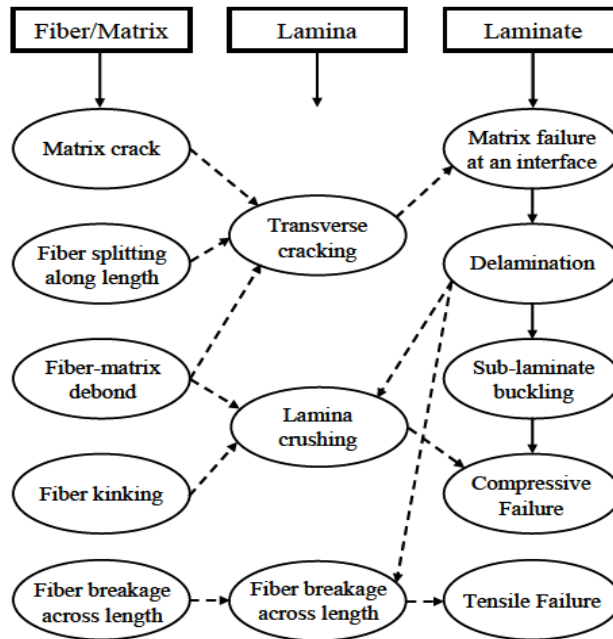 Fiber/Matrix
Lamina
Laminate
Matrix crack
Matrix failure
at an interface
Transverse
cracking
Fiber splitting
along length
Delamination
Fiber-matrix
debond
Sub-laminate
buckling
Lamina
crushing
Fiber kinking
Compressive
Failure
Fiber breakage
across length
Fiber breakage
across length
Tensile Failure